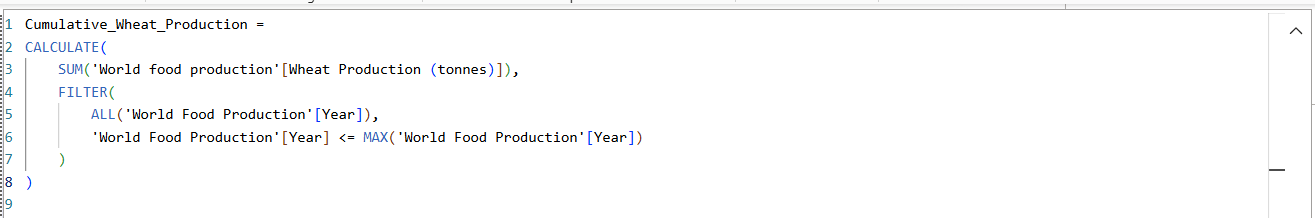 1 Cumulative_Wheat_Production =
2 CALCULATE(
3 SUM('World food production'[Wheat Production (tonnes)]),
4 FILTER(
5 ALL('World Food Production'[Year]),
6 'World Food Production'[Year] <= MAX('World Food Production'[Year])
7 )
8 )
9